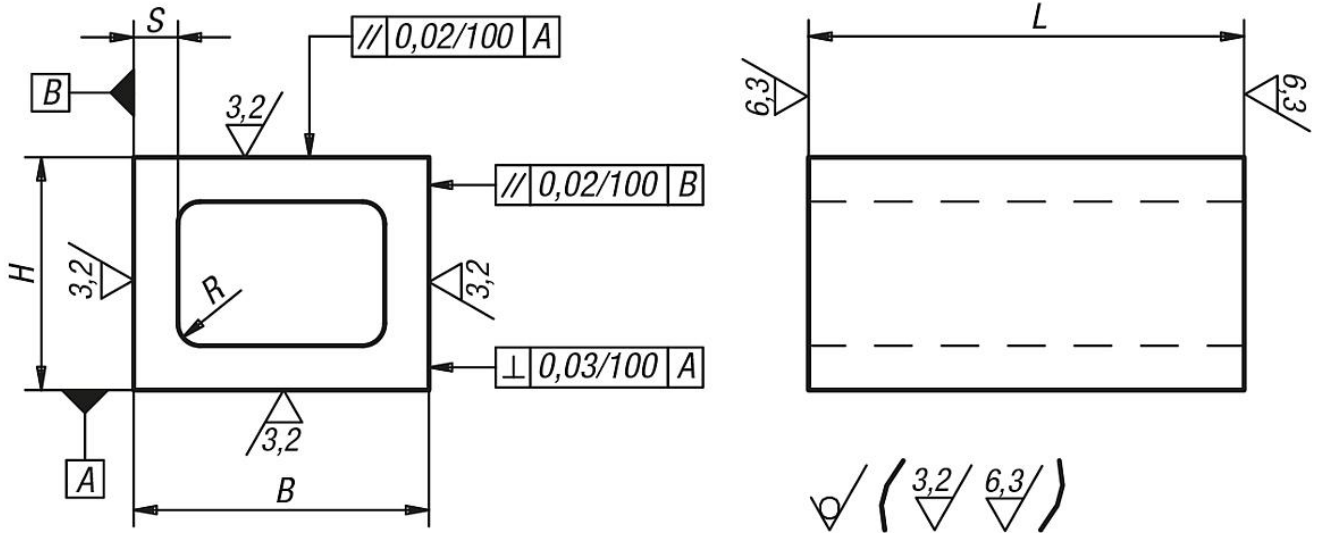 S
// 0,02/100 A
L
B
3,2
6,3
6,3
// 0,02/100 B
H
3,2
R
3,2
⊥ 0,03/100 A
3,2
A
B
( 3,2 6,3 )